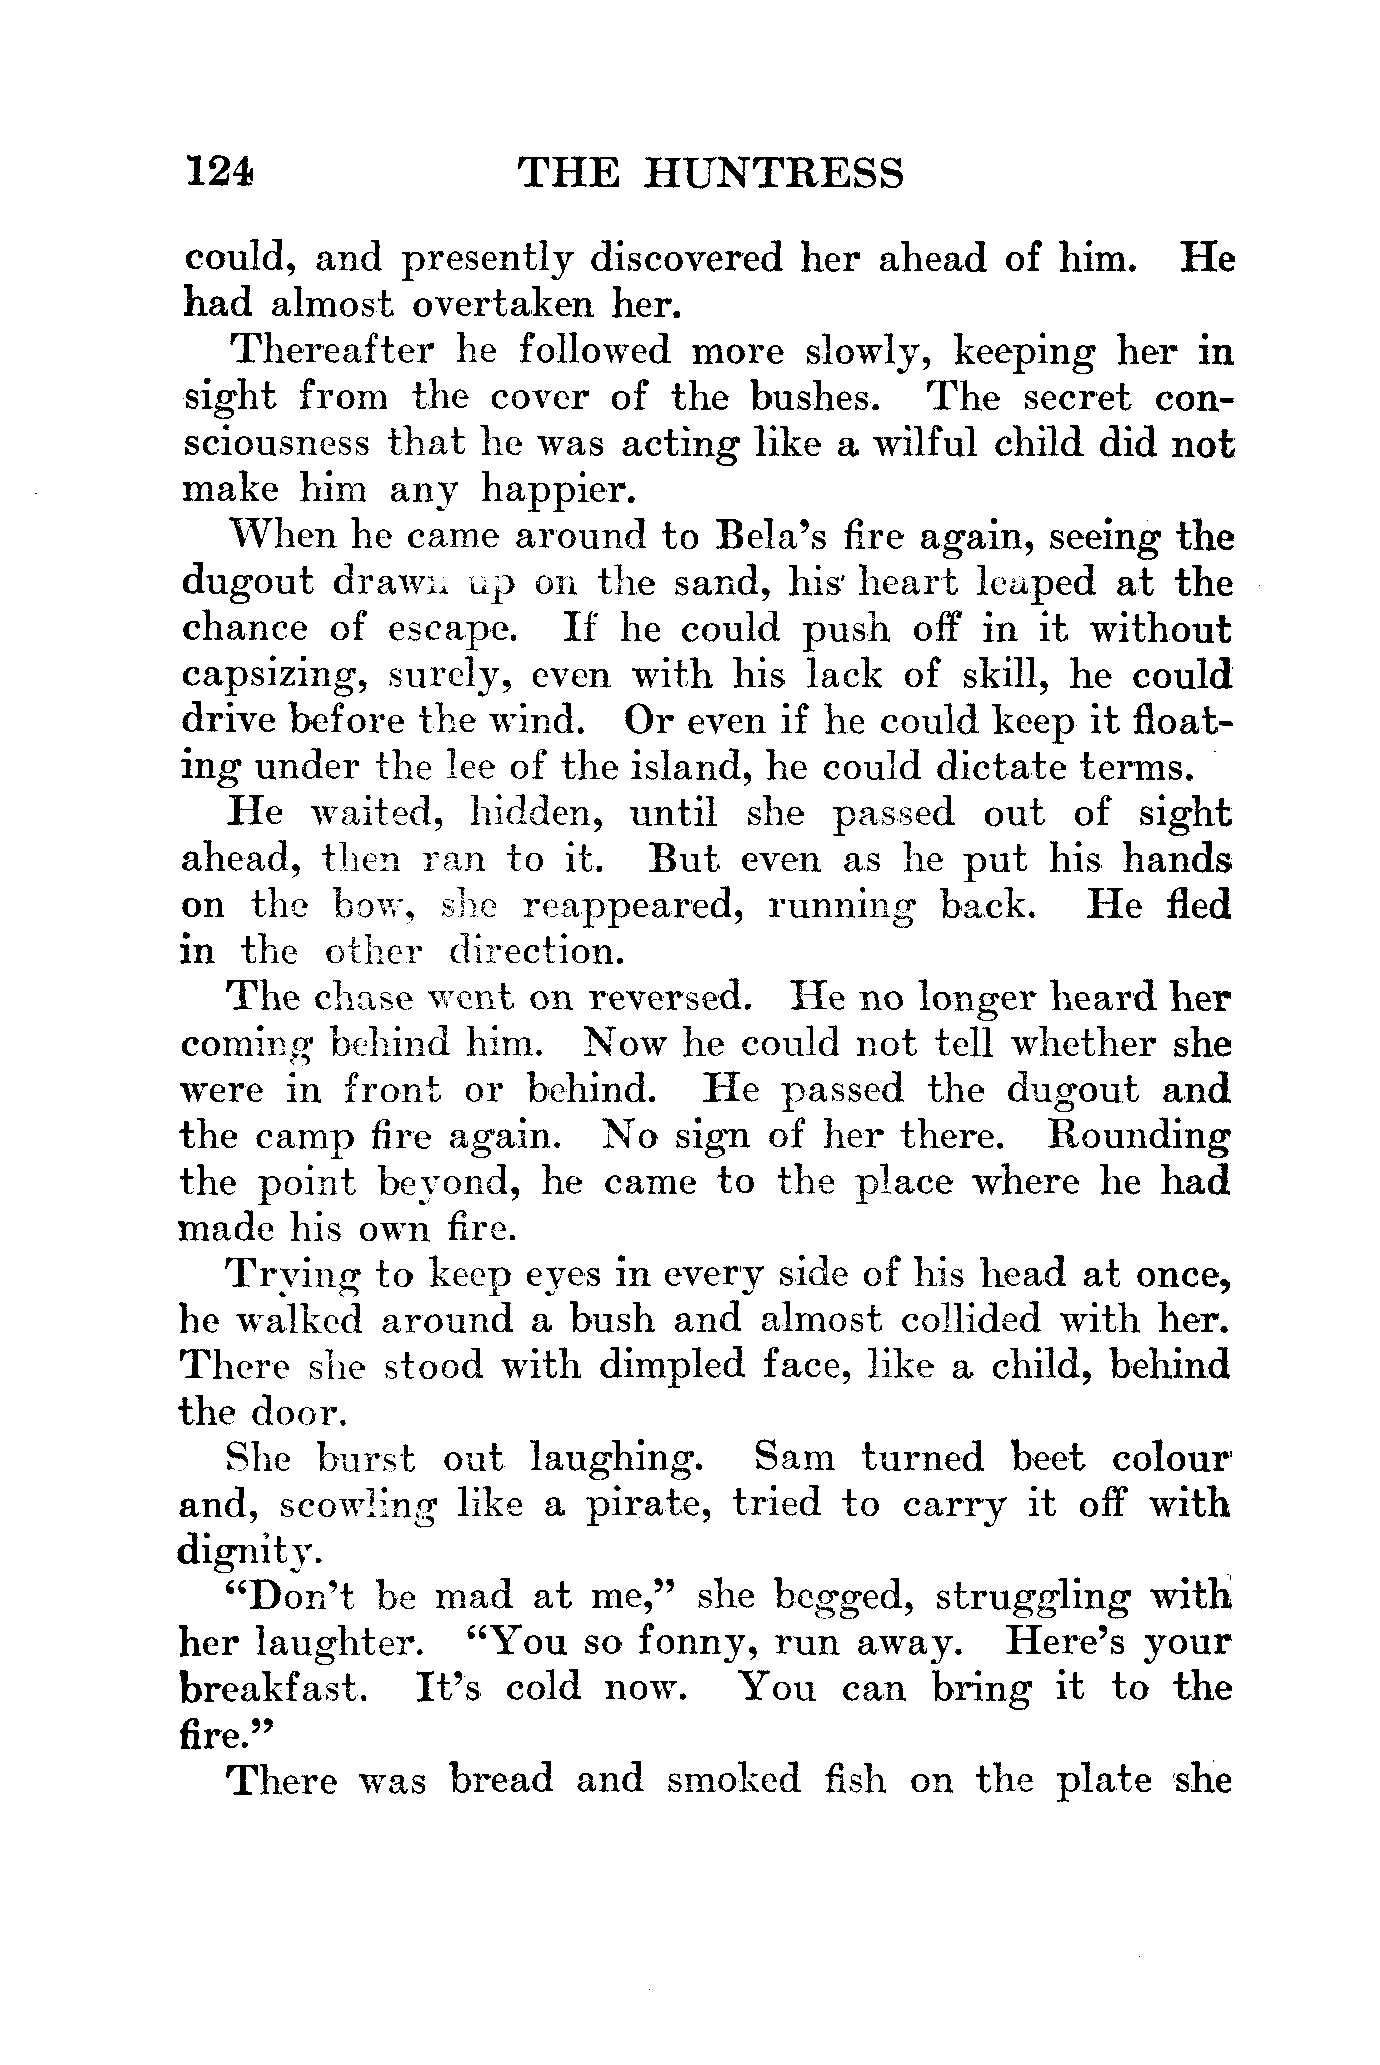 124 THE HUNTRESS
could, and presently discovered her ahead of him. He
had almost overtaken her.
Thereafter he followed more slowly, keeping her in
sight from the cover of the bushes. The secret con-
sciousness that he was acting like a wilful child did not
make him any happier.
When he came around to Bela's fire again, seeing the
dugout drawn up on the sand, his heart leaped at the
chance of escape. If he could push off in it without
capsizing, surely, even with his lack of skill, he could
drive before the wind. Or even if he could keep it float-
ing under the lee of the island, he could dictate terms.
He waited, hidden, until she passed out of sight
ahead, then ran to it. But even as he put his hands
on the bow, she reappeared, running back. He fled
in the other direction.
The chase went on reversed. He no longer heard her
coming behind him. Now he could not tell whether she
were in front or behind. He passed the dugout and
the camp fire again. No sign of her there. Rounding
the point beyond, he came to the place where he had
made his own fire.
Trying to keep eyes in every side of his head at once,
he walked around a bush and almost collided with her.
There she stood with dimpled face, like a child, behind
the door.
She burst out laughing. Sam turned beet colour
and, scowling like a pirate, tried to carry it off with
dignity.
"Don't be mad at me," she begged, struggling with
her laughter. "You so fonny, run away. Here's your
breakfast. It's cold now. You can bring it to the
fire."
There was bread and smoked fish on the plate she